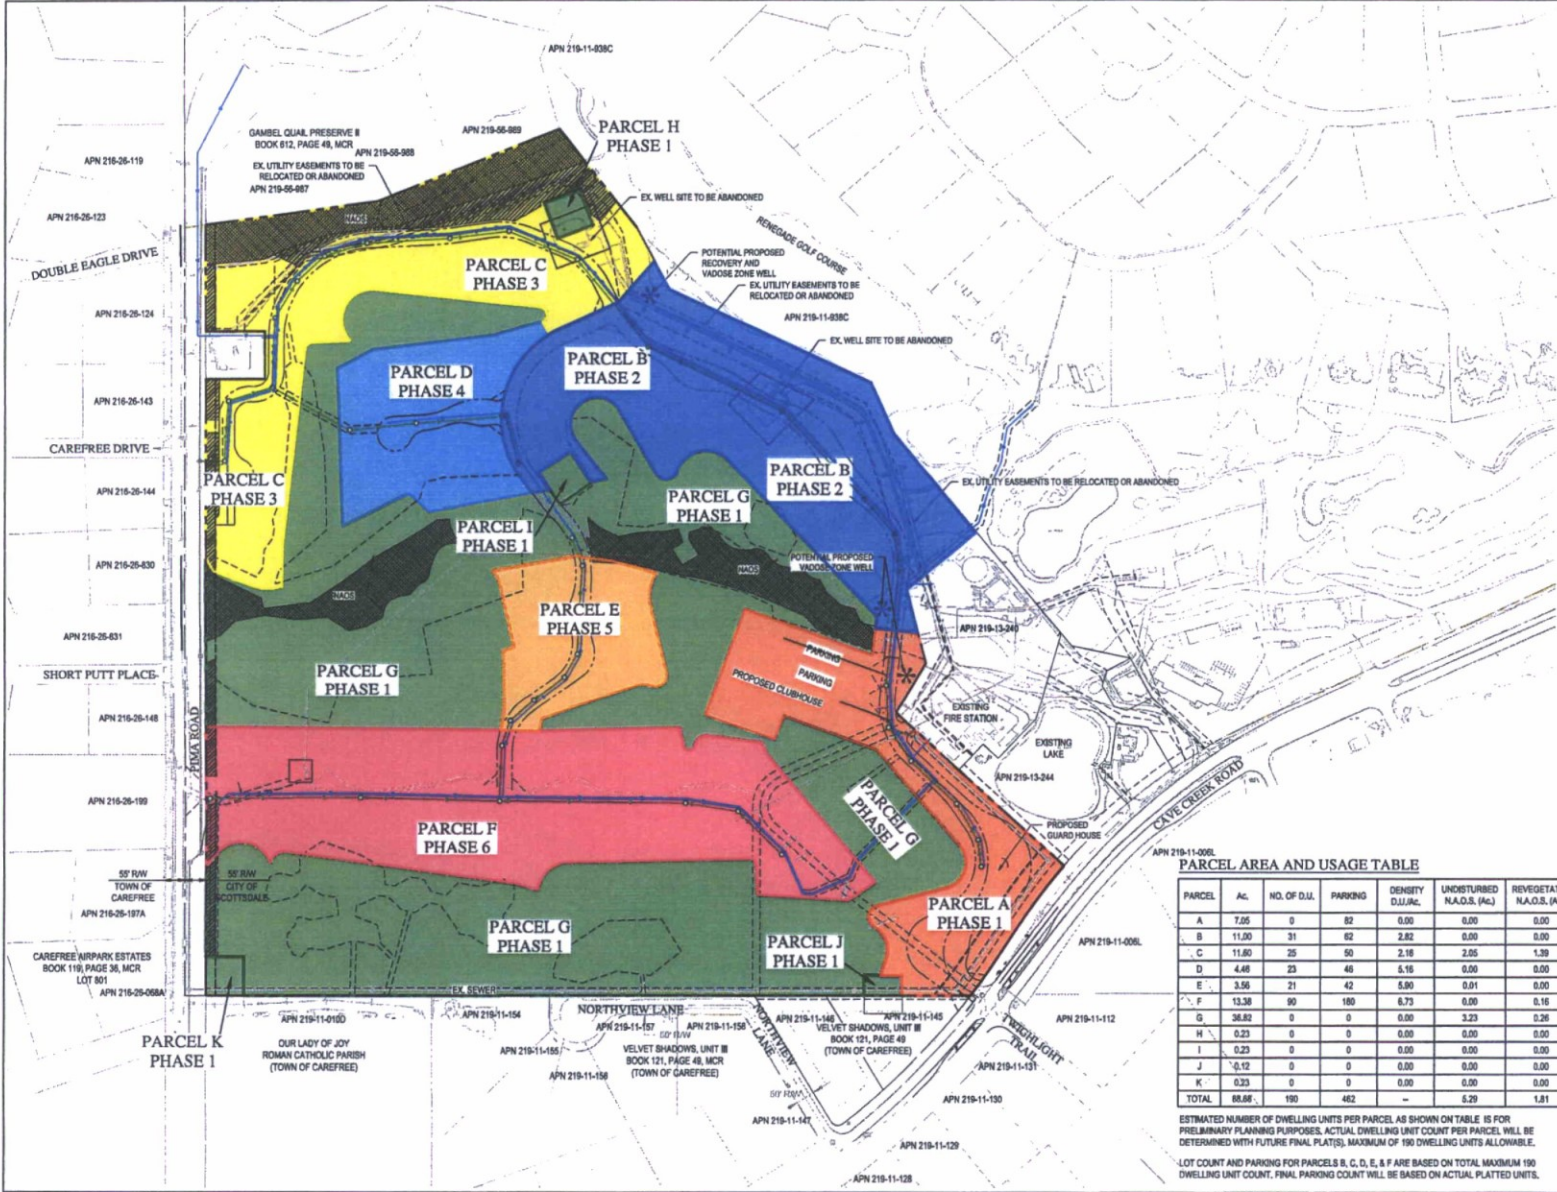 APN 219-11-938C
PARCEL H
PHASE 1
GAMBEL QUAIL PRESERVE II
BOOK 612, PAGE 49, MCR
APN 219-56-989
APN 219-56-988
APN 216-26-119
EX. UTILITY EASEMENTS TO BE
RELOCATED OR ABANDONED
APN 219-56-987
EX. WELL SITE TO BE ABANDONED
APN 216-26-123
NAOS
RENEGADE GOLF COURSE
DOUBLE EAGLE DRIVE
PARCEL C
PHASE 3
POTENTIAL PROPOSED
RECOVERY AND
VADOSE ZONE WELL
EX. UTILITY EASEMENTS TO BE
RELOCATED OR ABANDONED
APN 216-26-124
APN 219-11-938C
EX. WELL SITE TO BE ABANDONED
PARCEL B
PHASE 2
PARCEL D
PHASE 4
APN 216-26-143
CAREFREE DRIVE
PARCEL B
PHASE 2
PARCEL C
PHASE 3
APN 216-26-144
EX. UTILITY EASEMENTS TO BE RELOCATED OR ABANDONED
PARCEL G
PHASE 1
PARCEL I
PHASE 1
APN 216-26-830
POTENTIAL PROPOSED
VADOSE ZONE WELL
NAOS
NAOS
PARCEL E
PHASE 5
APN 216-26-831
APN 219-13-240
PARKING
PARKING
PROPOSED CLUBHOUSE
SHORT PUTT PLACE
PARCEL G
PHASE 1
APN 216-26-148
EXISTING
FIRE STATION
PIMA ROAD
EXISTING
LAKE
APN 219-13-244
APN 216-26-199
CAVE CREEK ROAD
PARCEL G
PHASE 1
PARCEL F
PHASE 6
PROPOSED
GUARD HOUSE
APN 219-11-006L
55' R/W
TOWN OF
CAREFREE
55' R/W
CITY OF
SCOTTSDALE
APN 216-26-197A
PARCEL A
PHASE 1
PARCEL G
PHASE 1
PARCEL J
PHASE 1
APN 219-11-006L
CAREFREE AIRPARK ESTATES
BOOK 119, PAGE 36, MCR
LOT 801
APN 216-26-068A
EX. SEWER
NORTHVIEW LANE
APN 219-11-010D
APN 219-11-154
APN 219-11-157
APN 219-11-158
APN 219-11-146
APN 219-11-145
APN 219-11-112
PARCEL K
PHASE 1
OUR LADY OF JOY
ROMAN CATHOLIC PARISH
(TOWN OF CAREFREE)
APN 219-11-155
50' R/W
VELVET SHADOWS, UNIT III
BOOK 121, PAGE 49, MCR
(TOWN OF CAREFREE)
NORTHVIEW
LANE
VELVET SHADOWS, UNIT III
BOOK 121, PAGE 49
(TOWN OF CAREFREE)
TWIGHLIGHT
TRAIL
APN 219-11-156
APN 219-11-131
50' R/W
APN 219-11-130
APN 219-11-147
APN 219-11-129
APN 219-11-128
PARCEL AREA AND USAGE TABLE
PARCEL Ac. NO. OF D.U. PARKING DENSITY D.U./Ac. UNDISTURBED N.A.O.S. (Ac.) REVEGETAT N.A.O.S. (A
A 7.05 0 82 0.00 0.00 0.00
B 11.00 31 62 2.82 0.00 0.00
C 11.60 25 50 2.16 2.05 1.39
D 4.46 23 46 5.16 0.00 0.00
E 3.56 21 42 5.90 0.01 0.00
F 13.38 90 180 6.73 0.00 0.16
G 36.82 0 0 0.00 3.23 0.26
H 0.23 0 0 0.00 0.00 0.00
I 0.23 0 0 0.00 0.00 0.00
J 0.12 0 0 0.00 0.00 0.00
K 0.23 0 0 0.00 0.00 0.00
TOTAL 88.68 190 462 -- 5.29 1.81
ESTIMATED NUMBER OF DWELLING UNITS PER PARCEL AS SHOWN ON TABLE IS FOR
PRELIMINARY PLANNING PURPOSES. ACTUAL DWELLING UNIT COUNT PER PARCEL WILL BE
DETERMINED WITH FUTURE FINAL PLAT(S). MAXIMUM OF 190 DWELLING UNITS ALLOWABLE.
LOT COUNT AND PARKING FOR PARCELS B, C, D, E, & F ARE BASED ON TOTAL MAXIMUM 190
DWELLING UNIT COUNT. FINAL PARKING COUNT WILL BE BASED ON ACTUAL PLATTED UNITS.